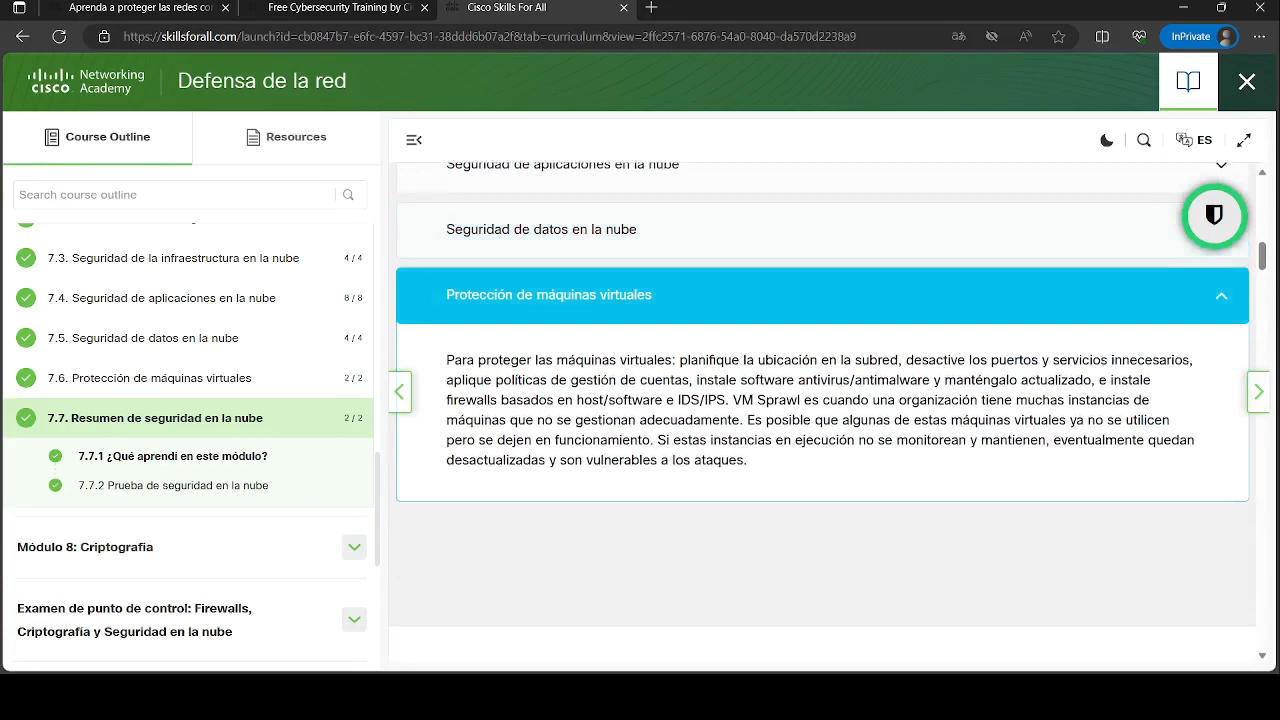 Aprenda a proteger las redes cor
Free Cybersecurity Training by Ci
Cisco Skills For All
https://skillsforall.com/launch?id=cb0847b7-e6fc-4597-bc31-38ddd6b07a2f&tab=curriculum&view=2ffc2571-6876-54a0-8040-da570d2238a9
InPrivate
CISCO
Networking
Academy
Defensa de la red
Course Outline
Resources
ES
Search course outline
7.3. Seguridad de la infraestructura en la nube 4 / 4
7.4. Seguridad de aplicaciones en la nube 8 / 8
7.5. Seguridad de datos en la nube 4 / 4
7.6. Protección de máquinas virtuales 2 / 2
7.7. Resumen de seguridad en la nube 2 / 2
7.7.1 ¿Qué aprendí en este módulo?
7.7.2 Prueba de seguridad en la nube
Módulo 8: Criptografía
Examen de punto de control: Firewalls,
Criptografía y Seguridad en la nube
Seguridad de aplicaciones en la nube
Seguridad de datos en la nube
Protección de máquinas virtuales
Para proteger las máquinas virtuales: planifique la ubicación en la subred, desactive los puertos y servicios innecesarios,
aplique políticas de gestión de cuentas, instale software antivirus/antimalware y manténgalo actualizado, e instale
firewalls basados en host/software e IDS/IPS. VM Sprawl es cuando una organización tiene muchas instancias de
máquinas que no se gestionan adecuadamente. Es posible que algunas de estas máquinas virtuales ya no se utilicen
pero se dejen en funcionamiento. Si estas instancias en ejecución no se monitorean y mantienen, eventualmente quedan
desactualizadas y son vulnerables a los ataques.